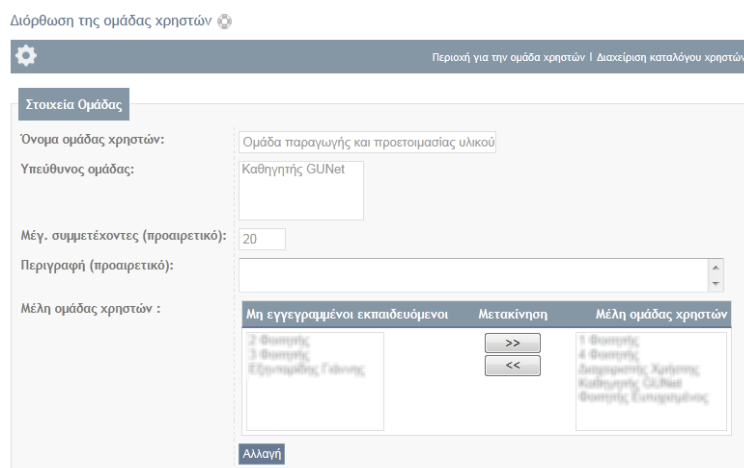 Διόρθωση της ομάδας χρηστών
Περιοχή για την ομάδα χρηστών | Διαχείριση καταλόγου χρηστών
Στοιχεία Ομάδας
Όνομα ομάδας χρηστών: Ομάδα παραγωγής και προετοιμασίας υλικού
Υπεύθυνος ομάδας: Καθηγητής GUNet
Μέγ. συμμετέχοντες (προαιρετικό): 20
Περιγραφή (προαιρετικό):
Μέλη ομάδας χρηστών : Μη εγγεγραμμένοι εκπαιδευόμενοι Μετακίνηση Μέλη ομάδας χρηστών
2 Φοιτητής >> 1 Φοιτητής
3 Φοιτητής 4 Φοιτητής
Γιάννης << Διαχειριστής Χρήστης
Καθηγητής GUNet
Φοιτητής
Αλλαγή